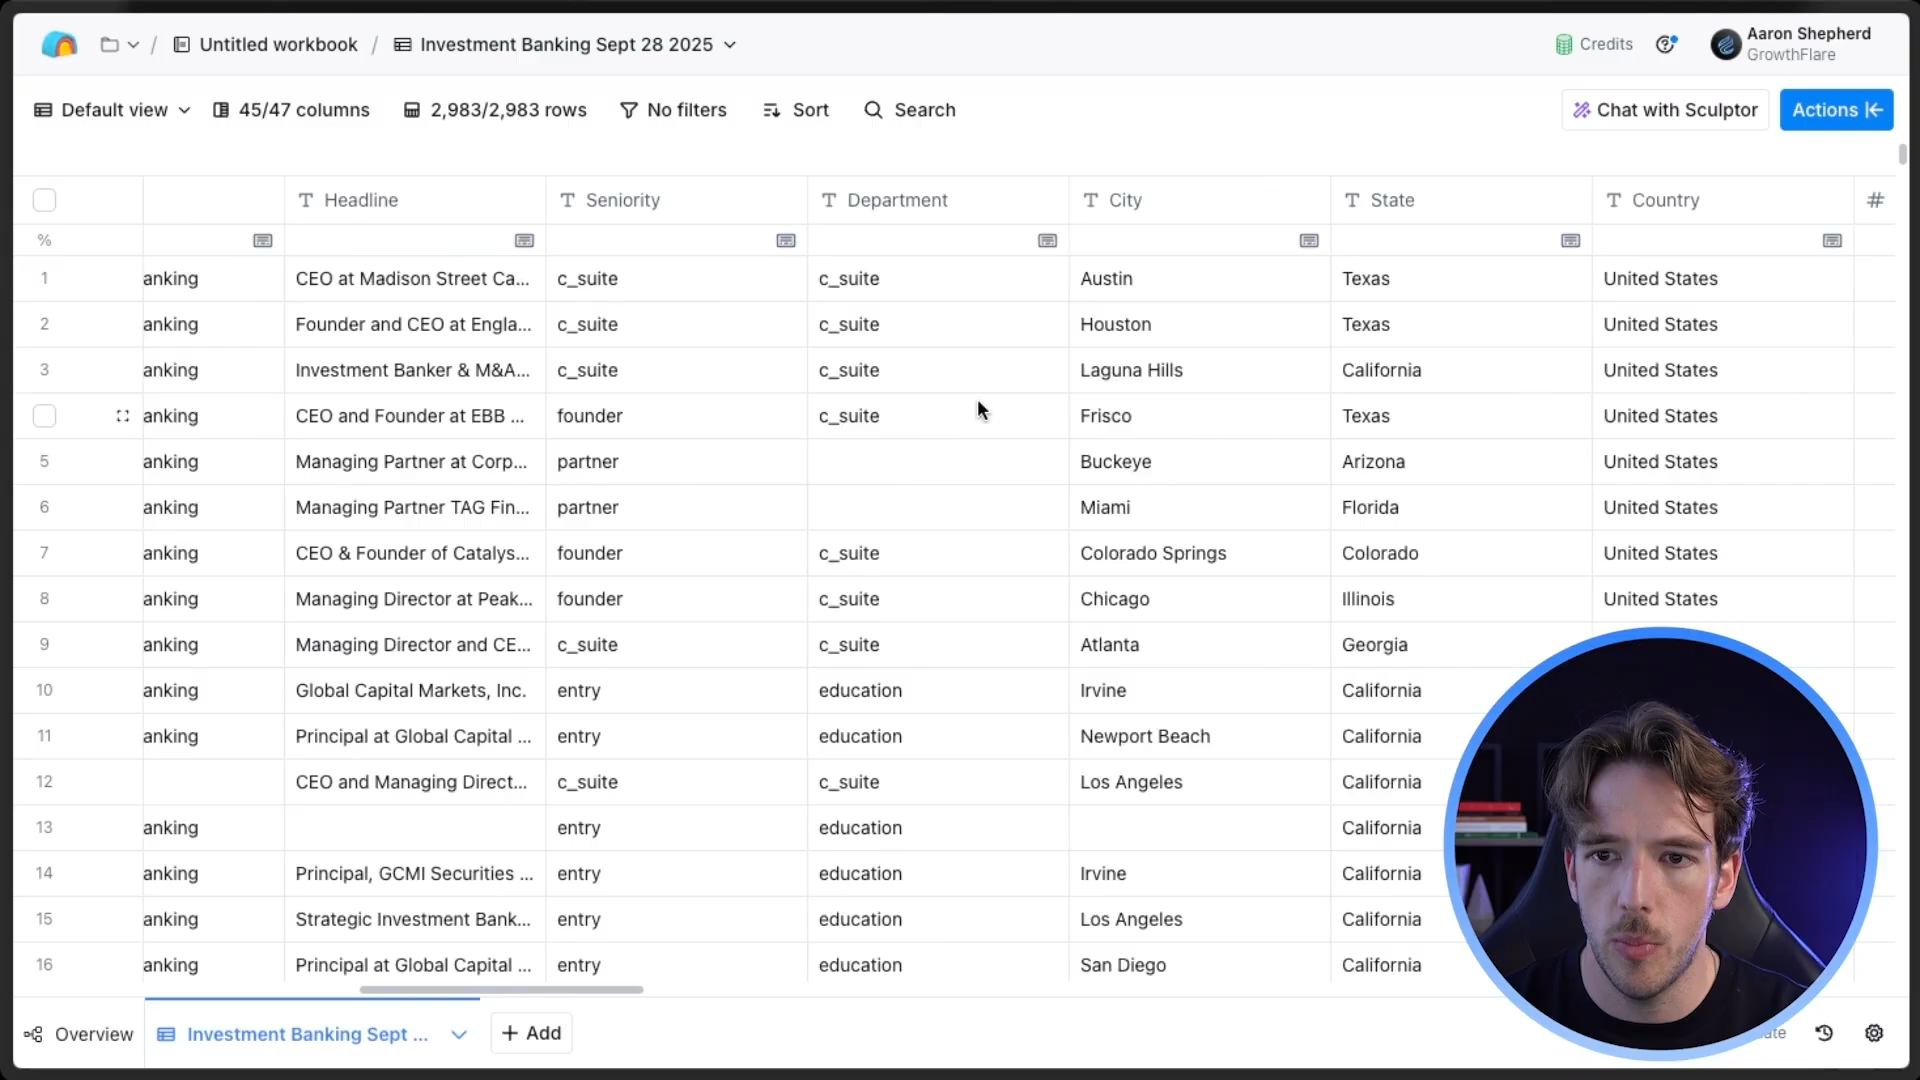 / Untitled workbook / Investment Banking Sept 28 2025
Credits
Aaron Shepherd
GrowthFlare
Default view 45/47 columns 2,983/2,983 rows No filters Sort Search
Chat with Sculptor Actions
Headline Seniority Department City State Country #
%
1 anking CEO at Madison Street Ca... c_suite c_suite Austin Texas United States
2 anking Founder and CEO at Engla... c_suite c_suite Houston Texas United States
3 anking Investment Banker & M&A... c_suite c_suite Laguna Hills California United States
anking CEO and Founder at EBB ... founder c_suite Frisco Texas United States
5 anking Managing Partner at Corp... partner Buckeye Arizona United States
6 anking Managing Partner TAG Fin... partner Miami Florida United States
7 anking CEO & Founder of Catalys... founder c_suite Colorado Springs Colorado United States
8 anking Managing Director at Peak... founder c_suite Chicago Illinois United States
9 anking Managing Director and CE... c_suite c_suite Atlanta Georgia
10 anking Global Capital Markets, Inc. entry education Irvine California
11 anking Principal at Global Capital ... entry education Newport Beach California
12 CEO and Managing Direct... c_suite c_suite Los Angeles California
13 anking entry education California
14 anking Principal, GCMI Securities ... entry education Irvine California
15 anking Strategic Investment Bank... entry education Los Angeles California
16 anking Principal at Global Capital ... entry education San Diego California
Overview Investment Banking Sept ... + Add